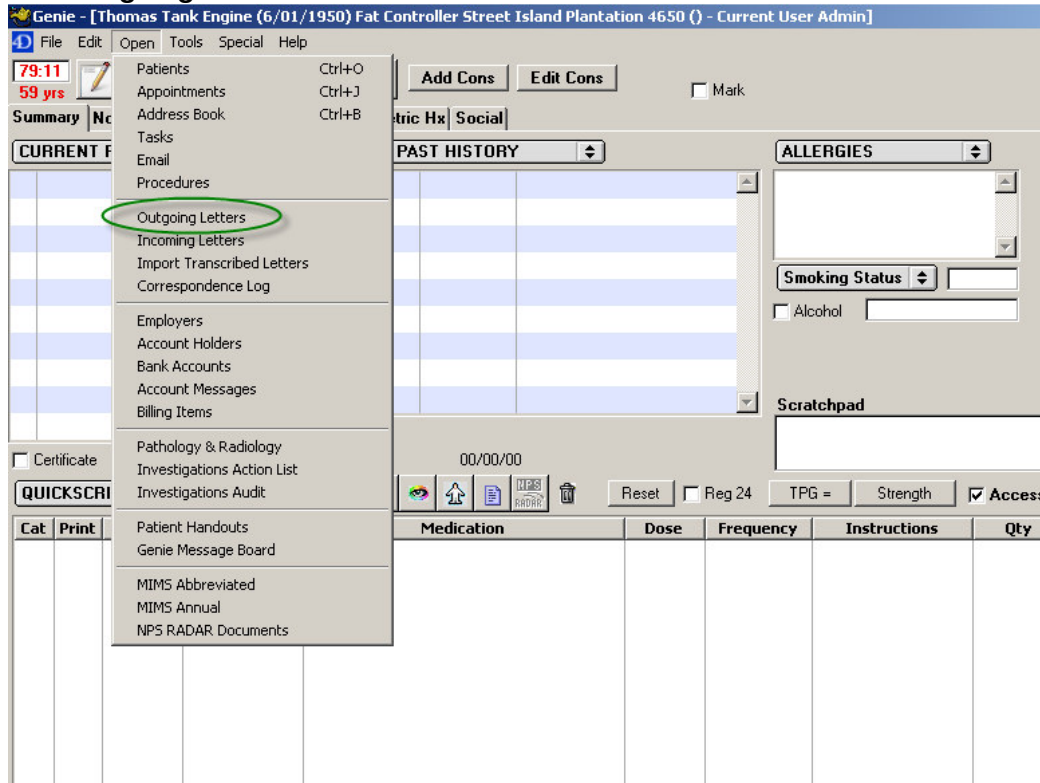 Genie - [Thomas Tank Engine (6/01/1950) Fat Controller Street Island Plantation 4650 () - Current User Admin]
File Edit Open Tools Special Help
79:11
59 yrs
Add Cons Edit Cons
Mark
Summary
etric Hx Social
Patients Ctrl+O
Appointments Ctrl+J
Address Book Ctrl+B
Tasks
Email
Procedures
Outgoing Letters
Incoming Letters
Import Transcribed Letters
Correspondence Log
Employers
Account Holders
Bank Accounts
Account Messages
Billing Items
Pathology & Radiology
Investigations Action List
Investigations Audit
Patient Handouts
Genie Message Board
MIMS Abbreviated
MIMS Annual
NPS RADAR Documents
CURRENT PAST HISTORY ALLERGIES
Smoking Status
Alcohol
Scratchpad
Certificate 00/00/00
QUICKSCRI NPS RADAR Reset Reg 24 TPG = Strength Access
Cat Print Medication Dose Frequency Instructions Qty